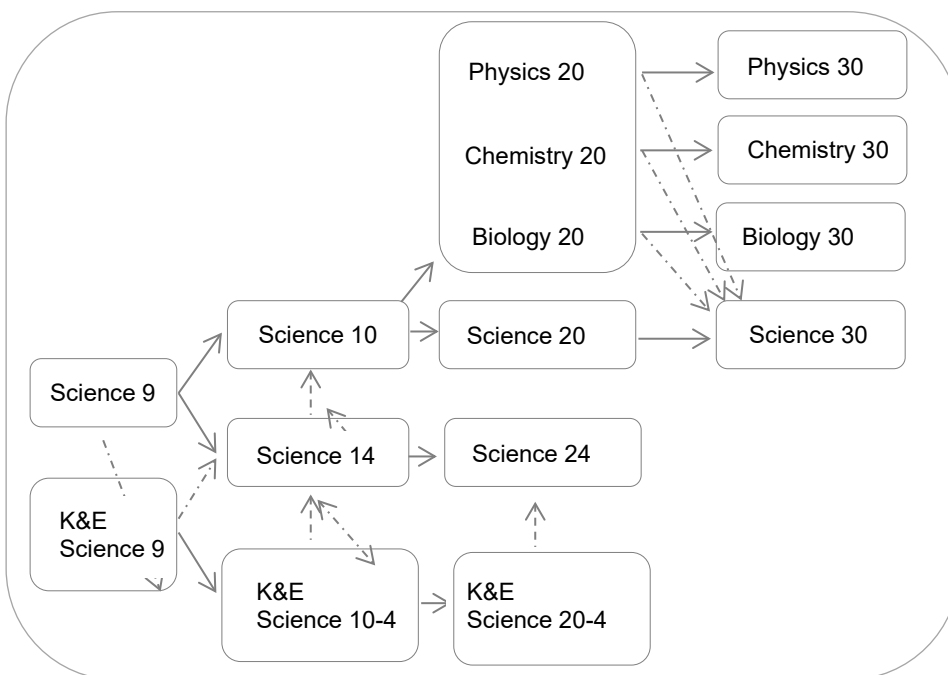 Physics 20
Physics 30
Chemistry 20
Chemistry 30
Biology 20
Biology 30
Science 10
Science 20
Science 30
Science 9
Science 14
Science 24
K&E
Science 9
K&E
Science 10-4
K&E
Science 20-4